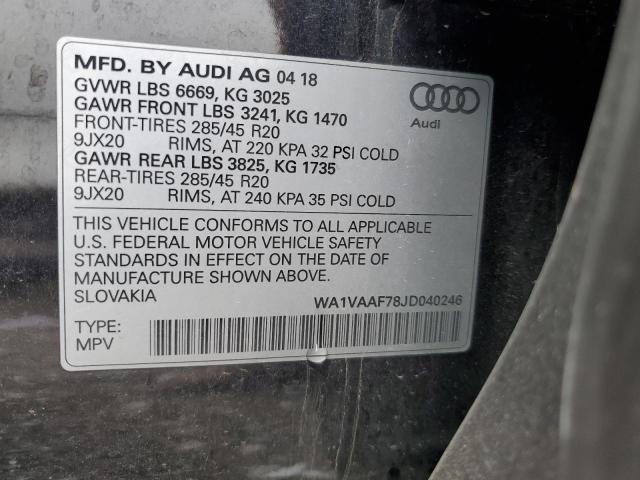 MFD. BY AUDI AG 04 18
GVWR LBS 6669, KG 3025
GAWR FRONT LBS 3241, KG 1470
FRONT-TIRES 285/45 R20
9JX20 RIMS, AT 220 KPA 32 PSI COLD
GAWR REAR LBS 3825, KG 1735
REAR-TIRES 285/45 R20
9JX20 RIMS, AT 240 KPA 35 PSI COLD
Audi
THIS VEHICLE CONFORMS TO ALL APPLICABLE
U.S. FEDERAL MOTOR VEHICLE SAFETY
STANDARDS IN EFFECT ON THE DATE OF
MANUFACTURE SHOWN ABOVE.
SLOVAKIA WA1VAAF78JD040246
TYPE:
MPV